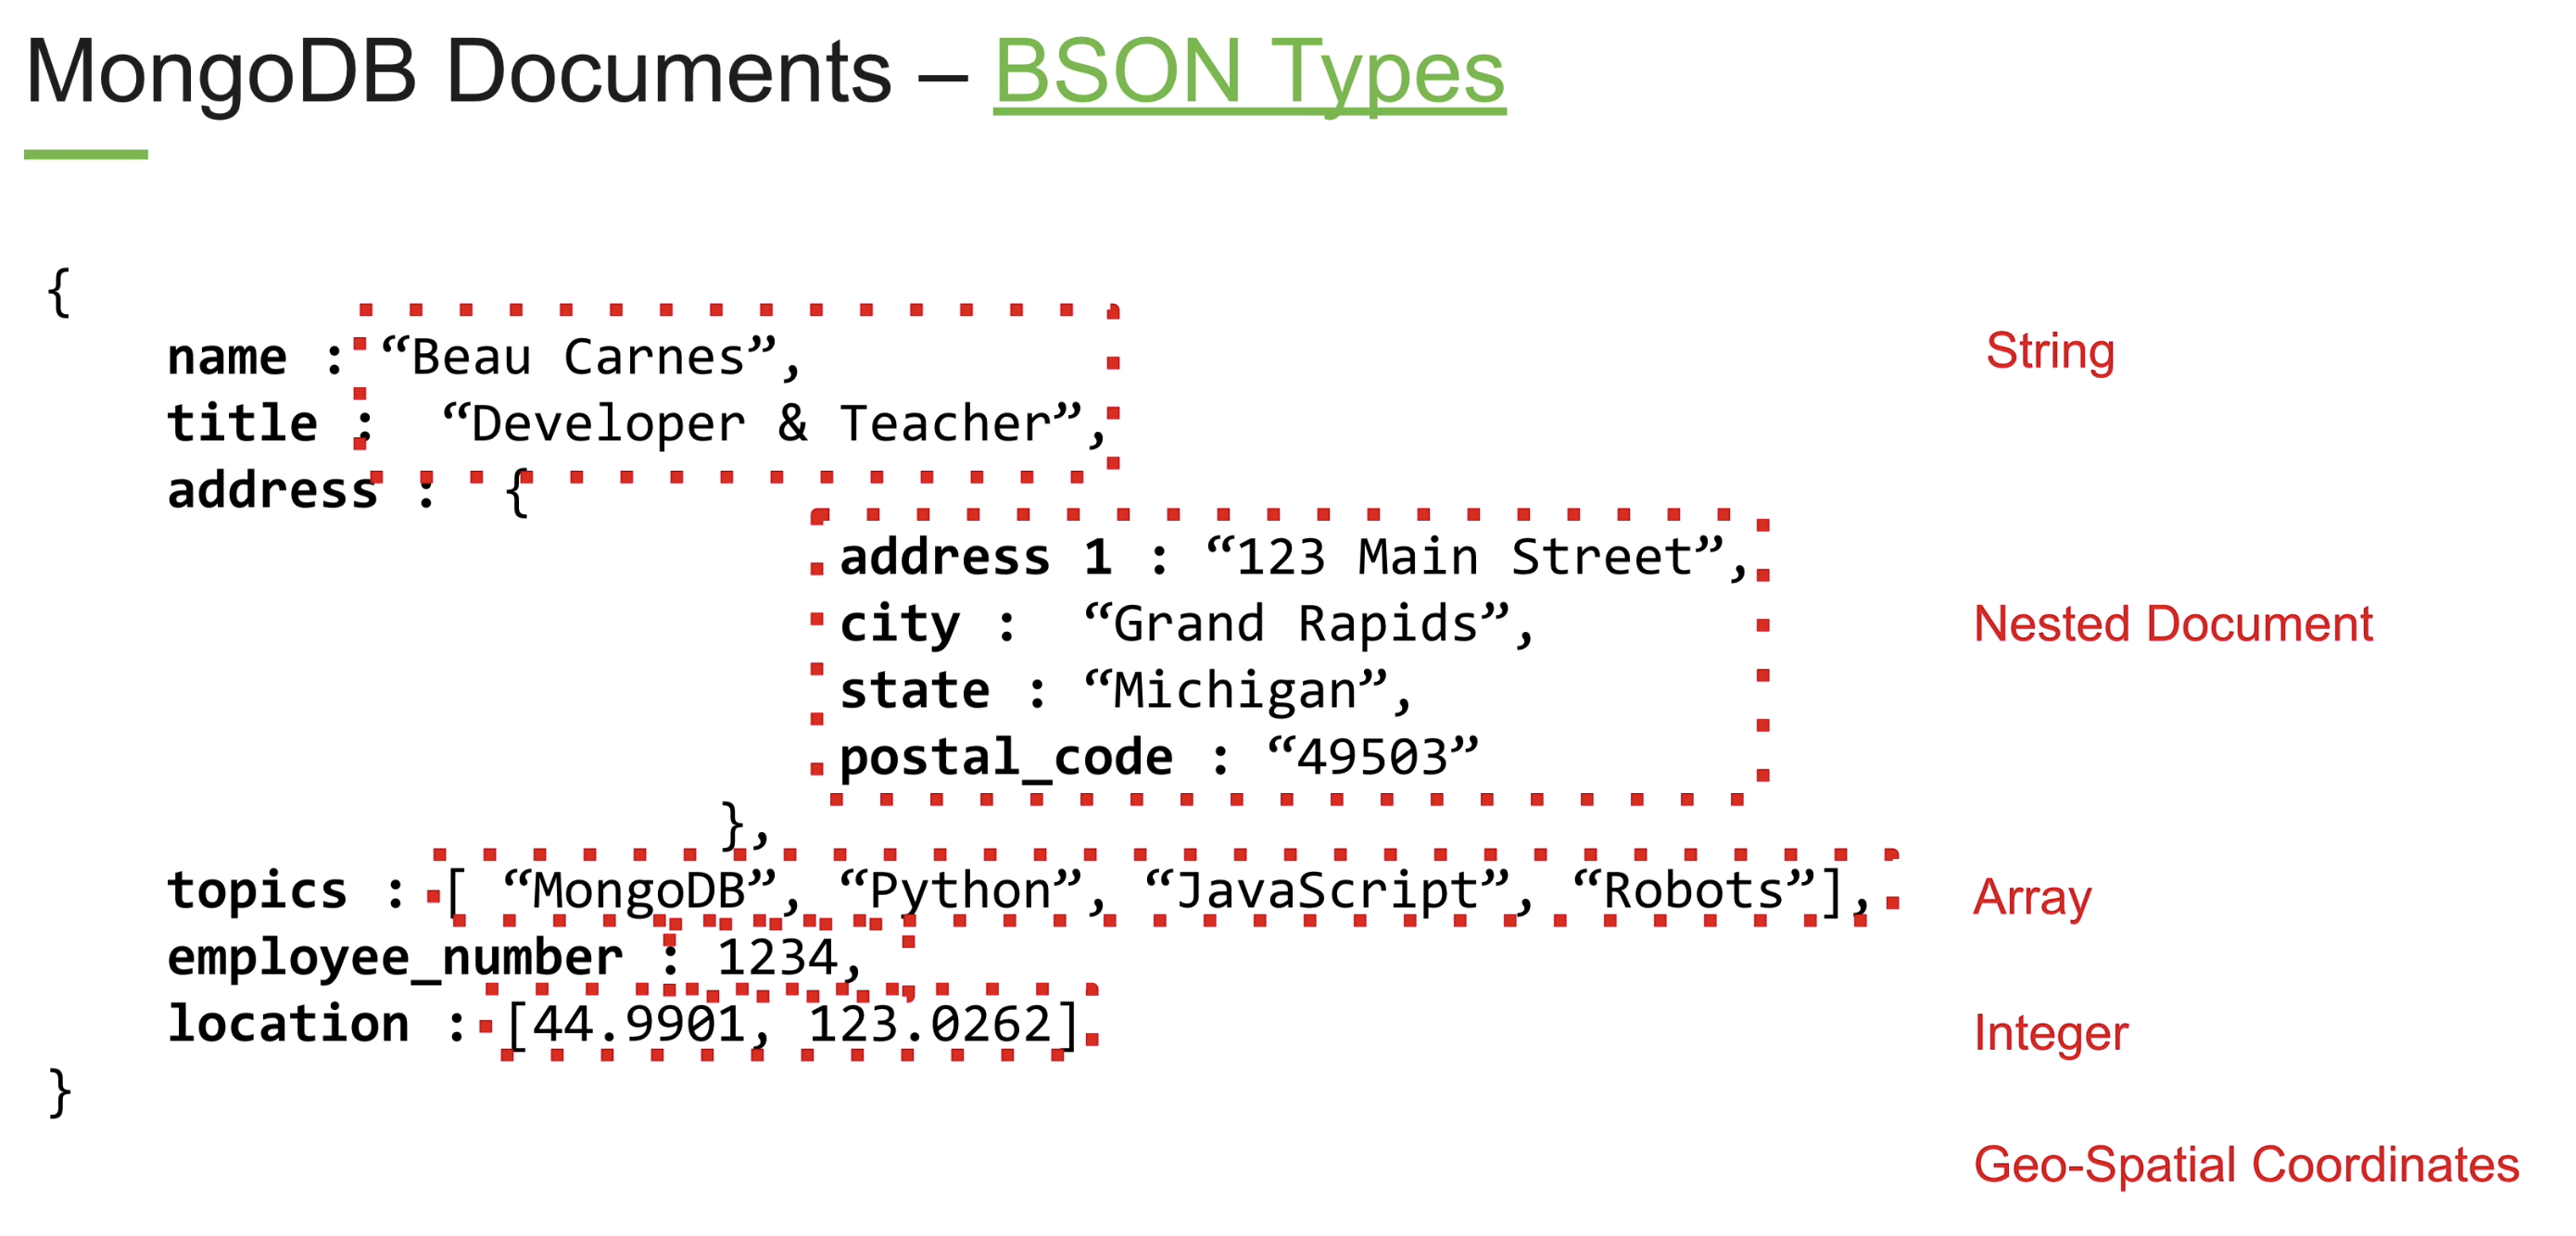 MongoDB Documents – BSON Types
{
name : “Beau Carnes”,
String
title : “Developer & Teacher”,
address : {
address 1 : “123 Main Street”,
city : “Grand Rapids”,
Nested Document
state : “Michigan”,
postal_code : “49503”
},
topics : [ “MongoDB”, “Python”, “JavaScript”, “Robots”],
Array
employee_number : 1234,
location : [44.9901, 123.0262]
Integer
}
Geo-Spatial Coordinates